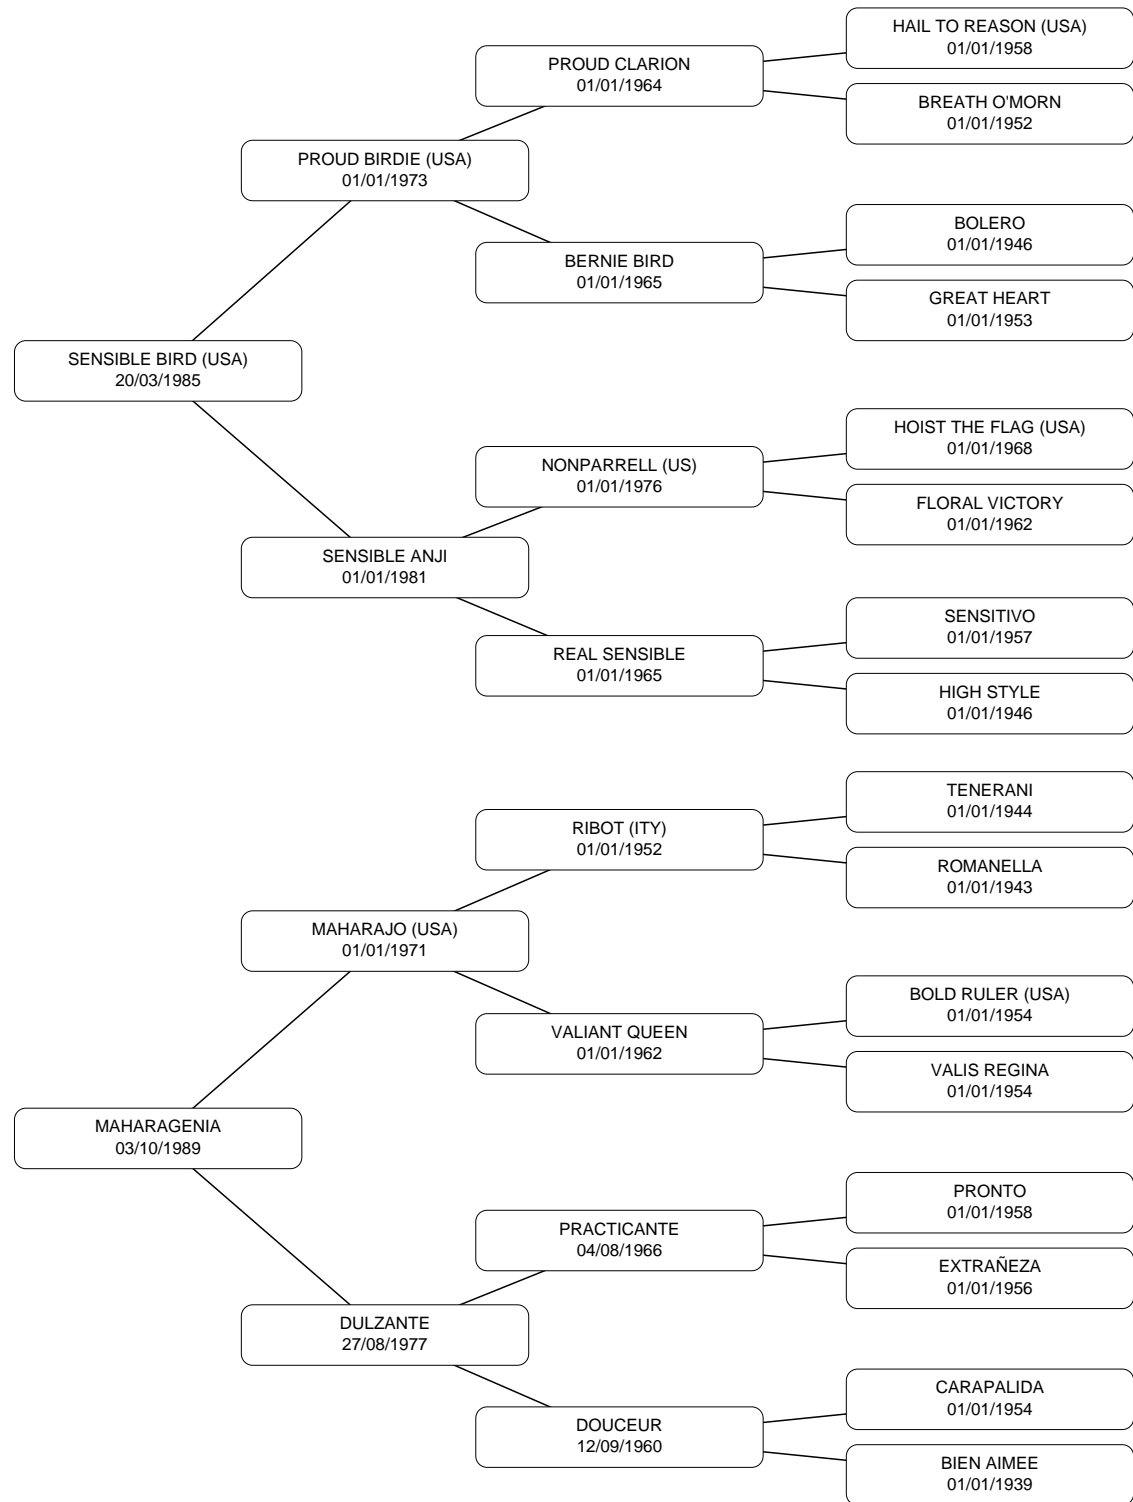 HAIL TO REASON (USA)
01/01/1958
PROUD CLARION
01/01/1964
BREATH O'MORN
01/01/1952
PROUD BIRDIE (USA)
01/01/1973
BOLERO
01/01/1946
BERNIE BIRD
01/01/1965
GREAT HEART
01/01/1953
SENSIBLE BIRD (USA)
20/03/1985
HOIST THE FLAG (USA)
01/01/1968
NONPARRELL (US)
01/01/1976
FLORAL VICTORY
01/01/1962
SENSIBLE ANJI
01/01/1981
SENSITIVO
01/01/1957
REAL SENSIBLE
01/01/1965
HIGH STYLE
01/01/1946
TENERANI
01/01/1944
RIBOT (ITY)
01/01/1952
ROMANELLA
01/01/1943
MAHARAJO (USA)
01/01/1971
BOLD RULER (USA)
01/01/1954
VALIANT QUEEN
01/01/1962
VALIS REGINA
01/01/1954
MAHARAGENIA
03/10/1989
PRONTO
01/01/1958
PRACTICANTE
04/08/1966
EXTRAÑEZA
01/01/1956
DULZANTE
27/08/1977
CARAPALIDA
01/01/1954
DOUCEUR
12/09/1960
BIEN AIMEE
01/01/1939